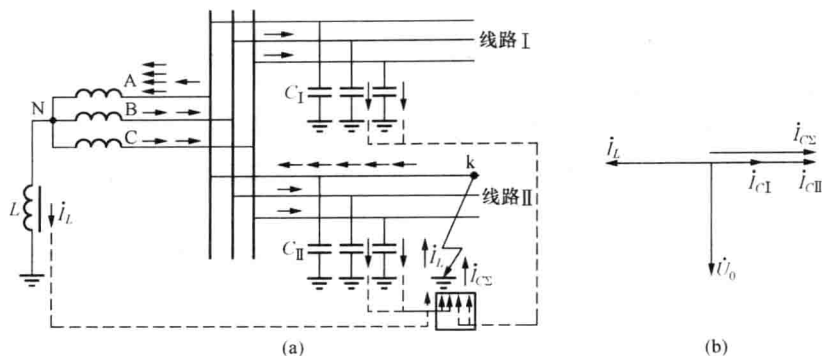 线路Ⅰ
A
N
B
C
C_Ⅰ
L
İ_L
k
线路Ⅱ
C_Ⅱ
İ_L
İ_CΣ
(a)
İ_L
İ_CΣ
İ_CⅠ
İ_CⅡ
U̇_0
(b)